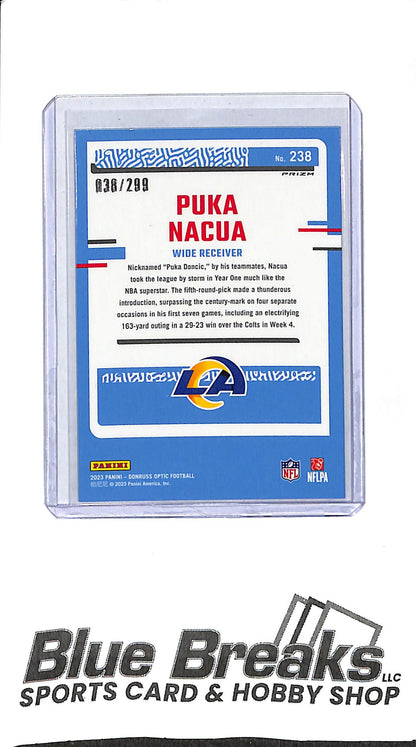 No. 238
PRIZM
038/299
PUKA
NACUA
WIDE RECEIVER
Nicknamed "Puka Doncic," by his teammates, Nacua
took the league by storm in Year One much like the
NBA superstar. The fifth-round-pick made a thunderous
introduction, surpassing the century-mark on four separate
occasions in his first seven games, including an electrifying
163-yard outing in a 29-23 win over the Colts in Week 4.
LA
PANINI
2023 PANINI - DONRUSS OPTIC FOOTBALL
帕尼尼 © 2023 Panini America, Inc.
NFL
NFLPA
Blue Breaks LLC
SPORTS CARD & HOBBY SHOP